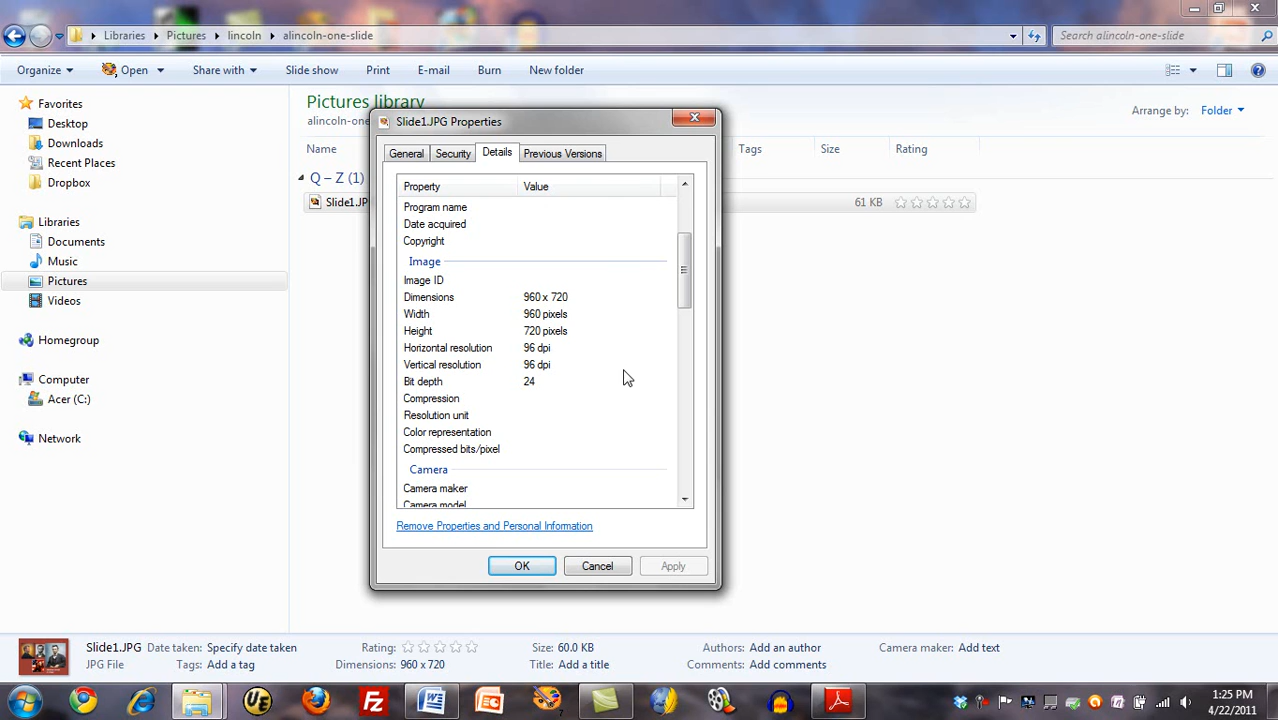 Libraries Pictures lincoln alincoln-one-slide Search alincoln-one-slide
Organize Open Share with Slide show Print E-mail Burn New folder
Favorites
Desktop
Downloads
Recent Places
Dropbox
Libraries
Documents
Music
Pictures
Videos
Homegroup
Computer
Acer (C:)
Network
Pictures library
alincoln-one
Arrange by: Folder
Name Tags Size Rating
Q – Z (1)
Slide1.JP 61 KB
Slide1.JPG Properties
General Security Details Previous Versions
Property Value
Program name
Date acquired
Copyright
Image
Image ID
Dimensions 960 x 720
Width 960 pixels
Height 720 pixels
Horizontal resolution 96 dpi
Vertical resolution 96 dpi
Bit depth 24
Compression
Resolution unit
Color representation
Compressed bits/pixel
Camera
Camera maker
Camera model
Remove Properties and Personal Information
OK Cancel Apply
Slide1.JPG Date taken: Specify date taken Rating: Size: 60.0 KB Authors: Add an author Camera maker: Add text
JPG File Tags: Add a tag Dimensions: 960 x 720 Title: Add a title Comments: Add comments
1:25 PM
4/22/2011